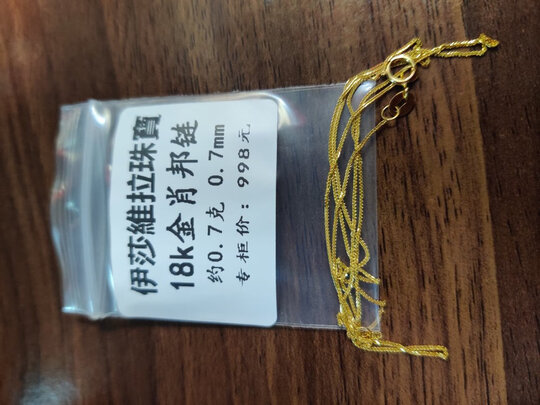 伊莎維拉珠寶
18k金肖邦链
约0.7克 0.7mm
专柜价：998元